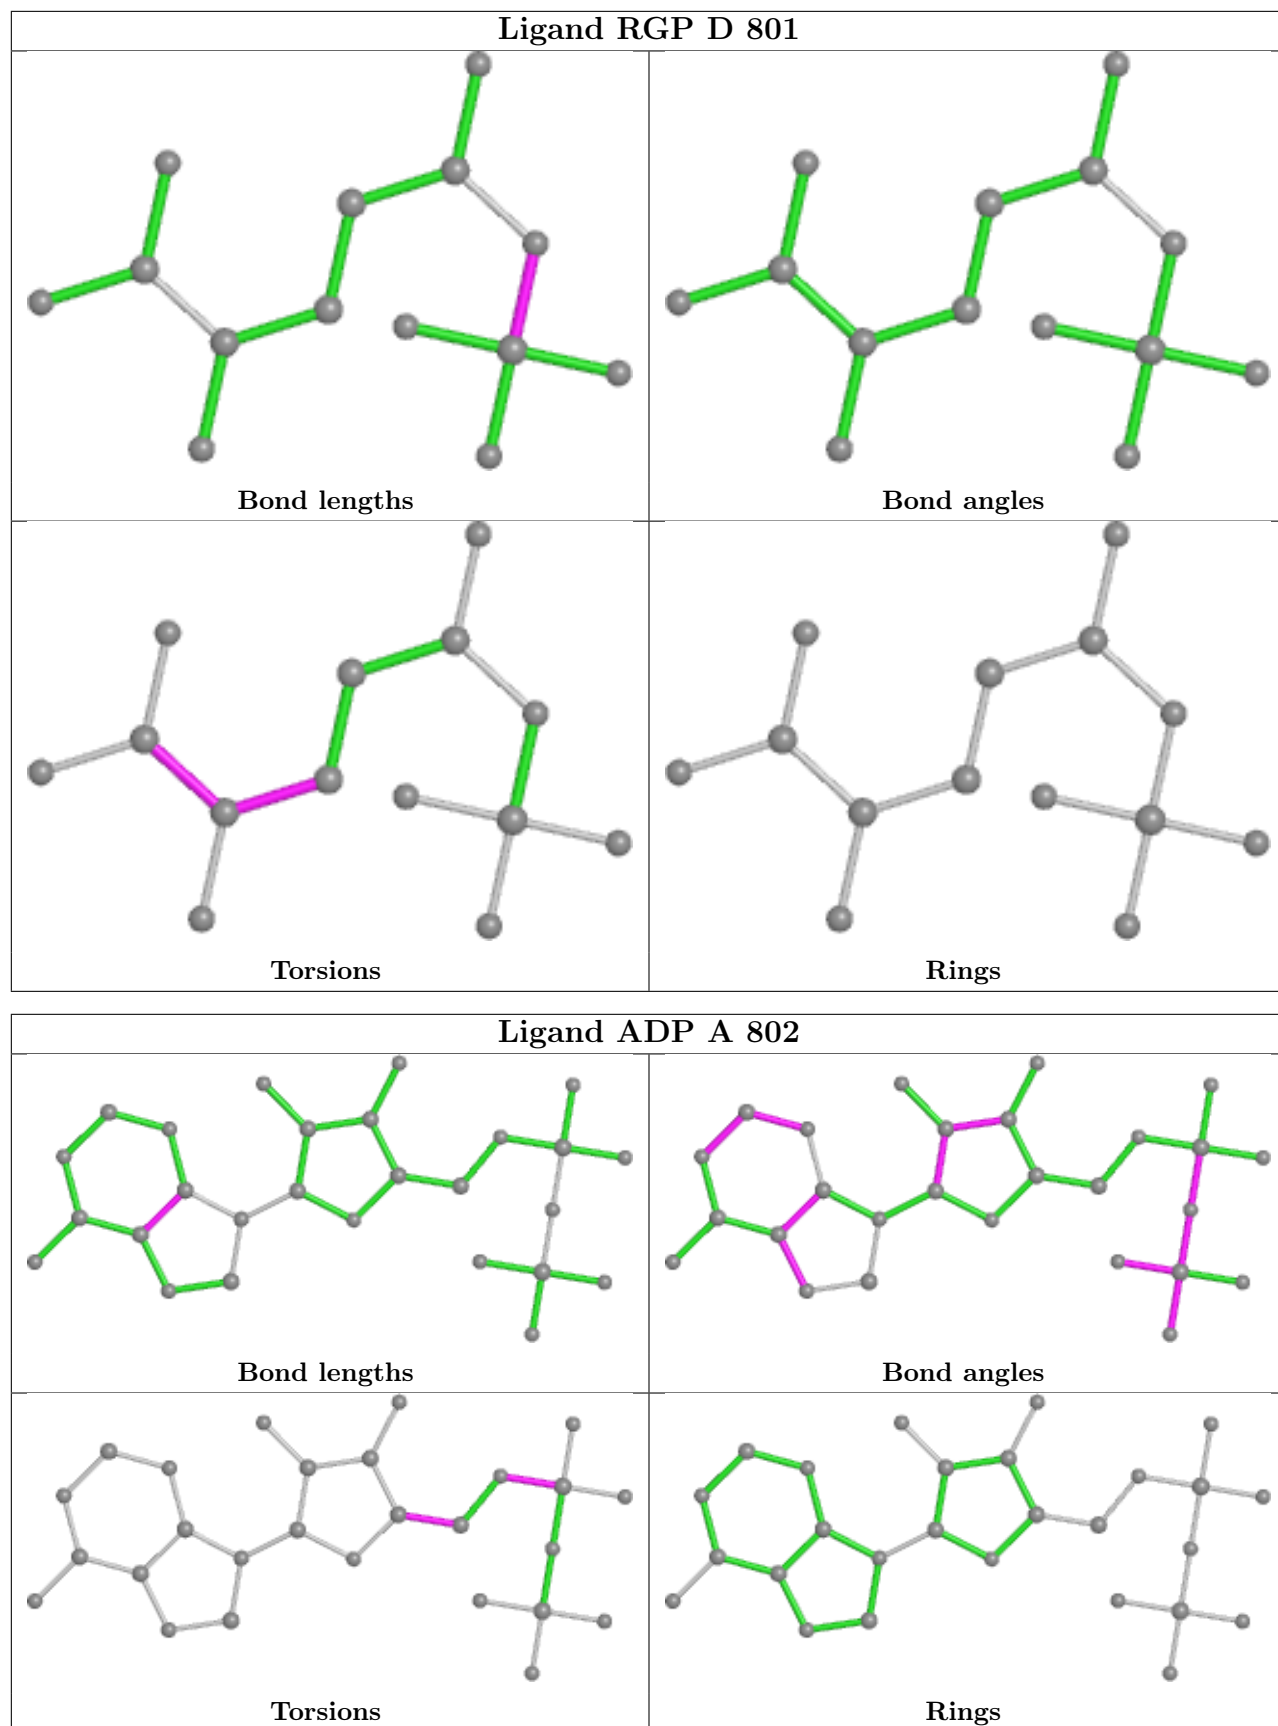 Ligand RGP D 801
Bond lengths
Bond angles
Torsions
Rings
Ligand ADP A 802
Bond lengths
Bond angles
Torsions
Rings